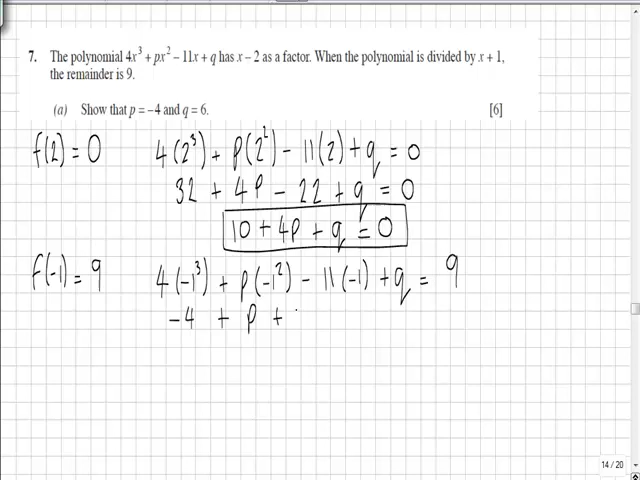 7. The polynomial 4x³ + px² − 11x + q has x − 2 as a factor. When the polynomial is divided by x + 1,
the remainder is 9.
(a) Show that p = −4 and q = 6. [6]
f(2) = 0 4(2³) + p(2²) − 11(2) + q = 0
32 + 4p − 22 + q = 0
10 + 4p + q = 0
f(-1) = 9 4(-1³) + p(-1²) − 11(-1) + q = 9
-4 + p +
14 / 20